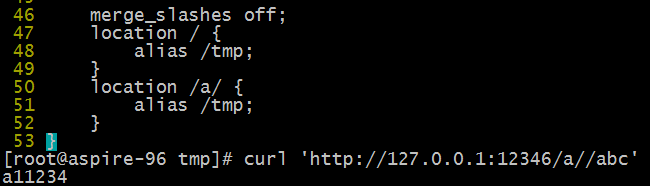 46     merge_slashes off;
47     location / {
48         alias /tmp;
49     }
50     location /a/ {
51         alias /tmp;
52     }
53 }
[root@aspire-96 tmp]# curl 'http://127.0.0.1:12346/a//abc'
a11234